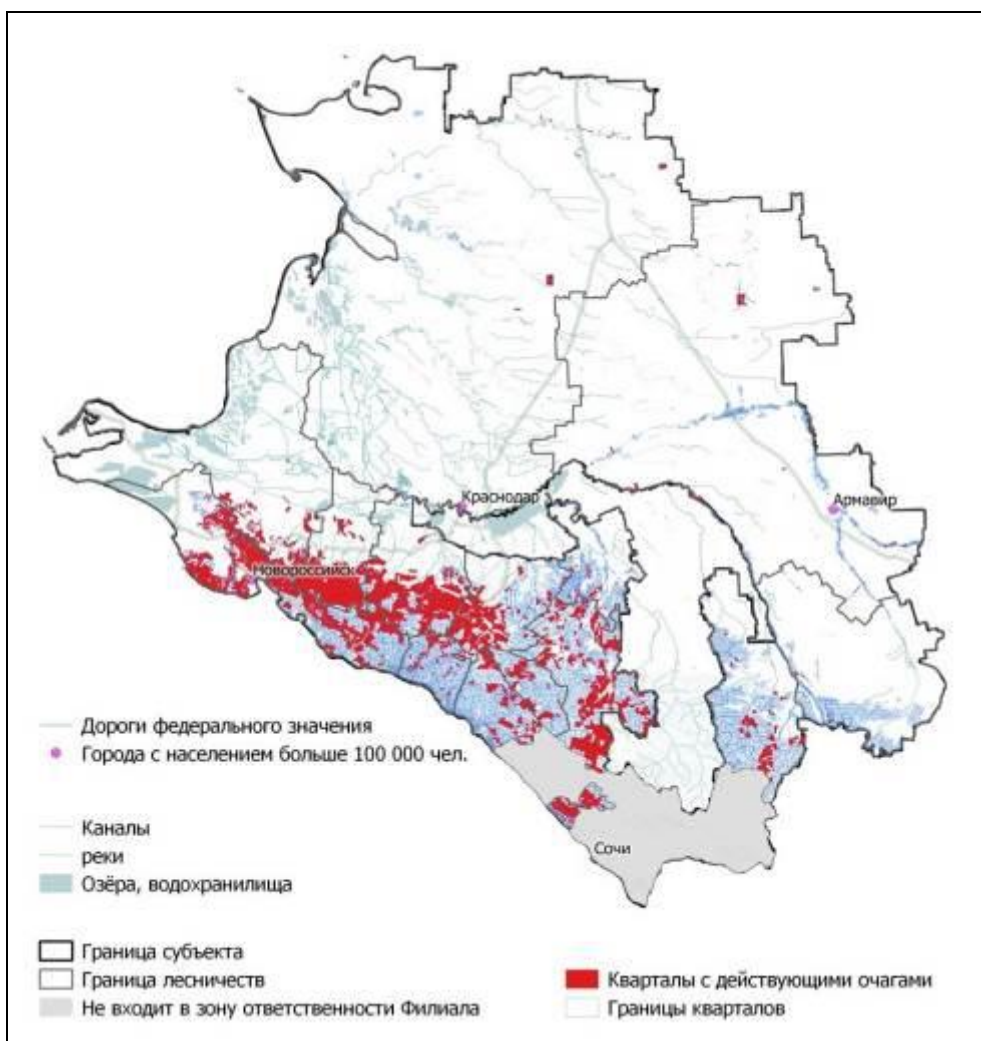 Краснодар
Армавир
Новороссийск
Дороги федерального значения
Города с населением больше 100 000 чел.
Каналы
реки
Озёра, водохранилища
Сочи
Граница субъекта
Граница лесничеств
Не входит в зону ответственности Филиала
Кварталы с действующими очагами
Границы кварталов